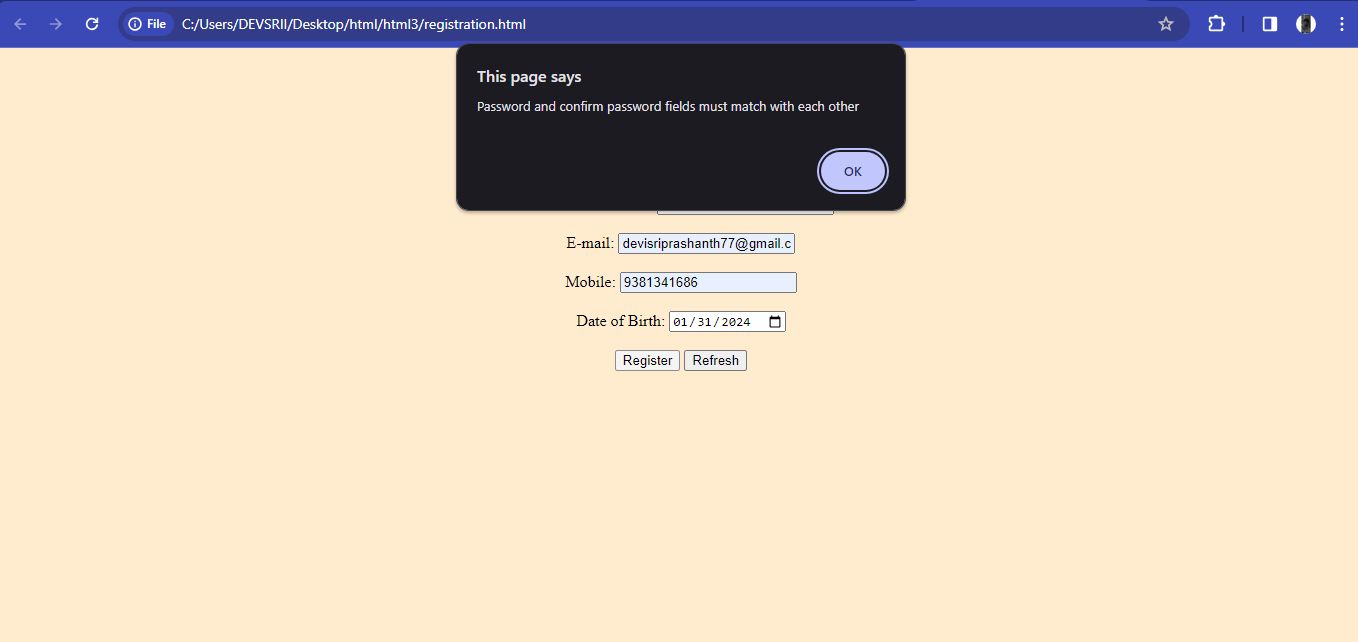 File C:/Users/DEVSRII/Desktop/html/html3/registration.html
This page says
Password and confirm password fields must match with each other
OK
E-mail: devisriprashanth77@gmail.c
Mobile: 9381341686
Date of Birth: 01/31/2024
Register Refresh